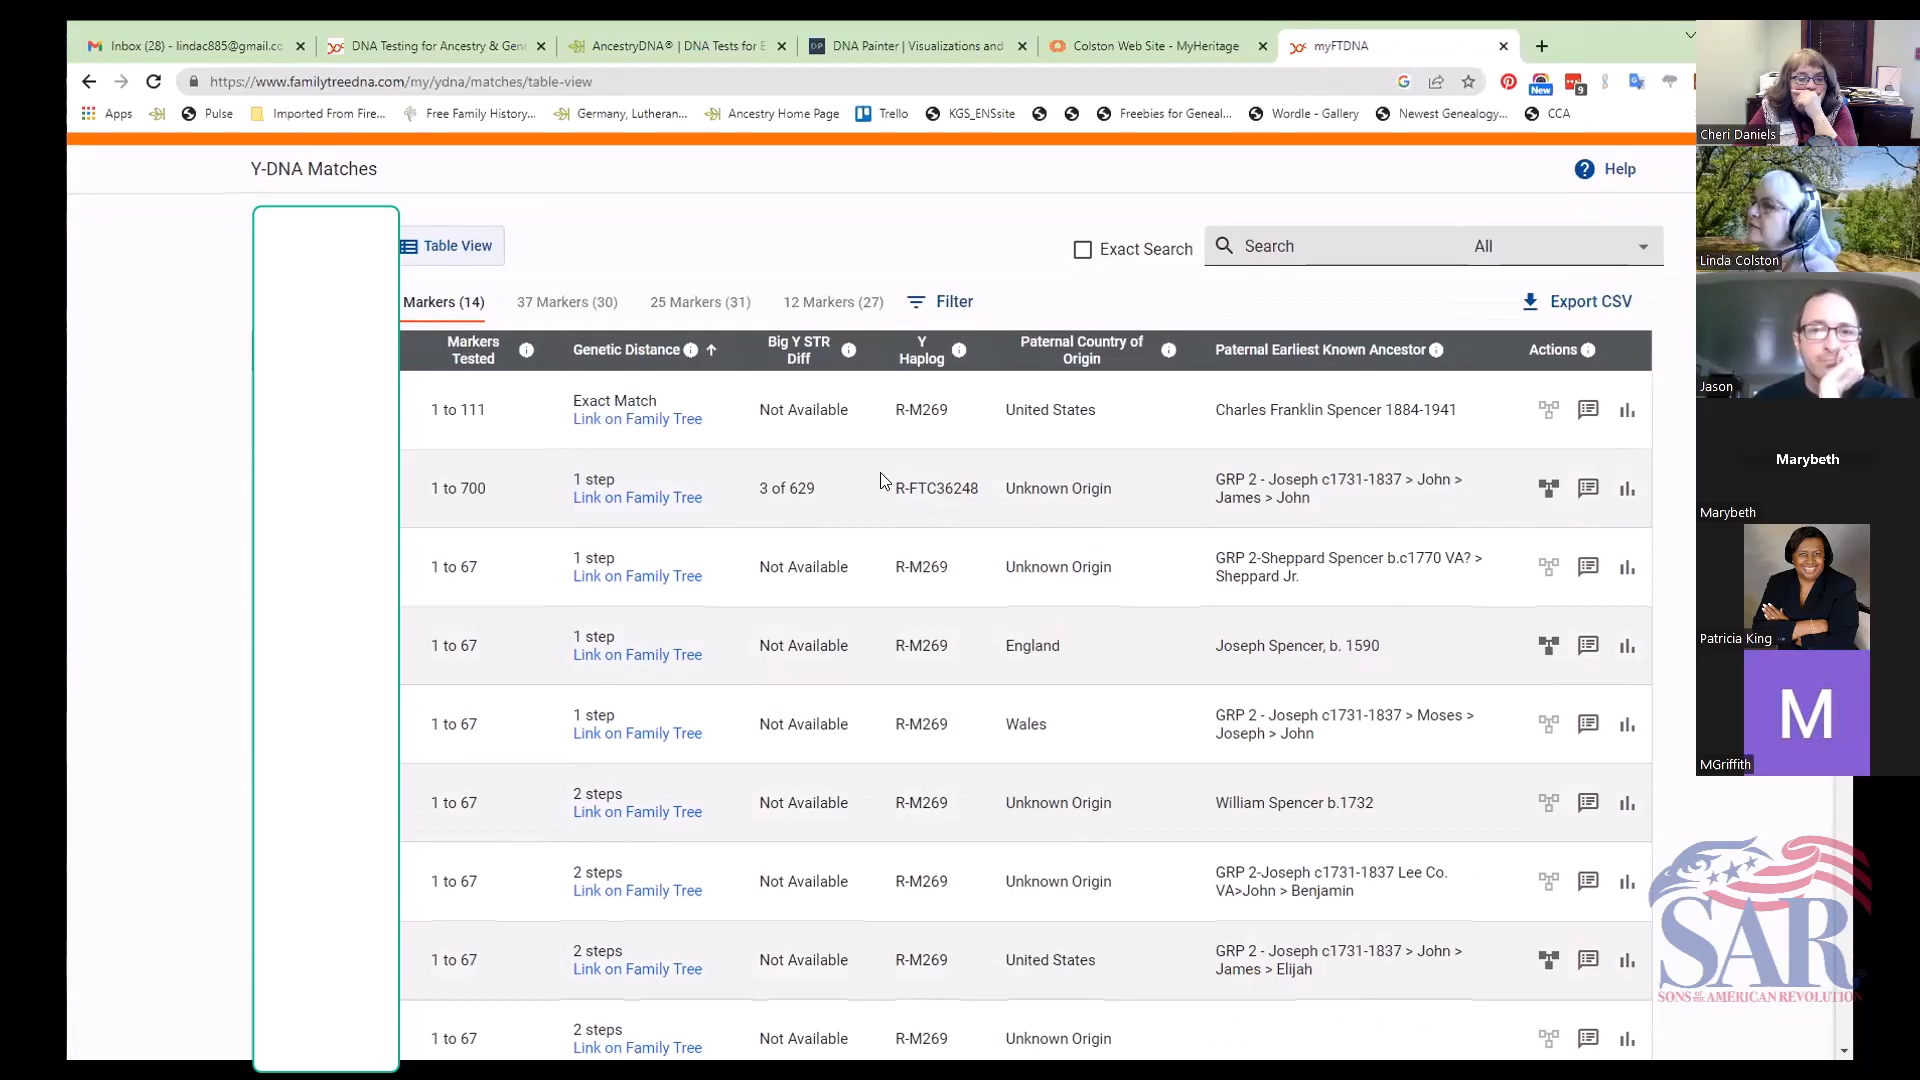 Inbox (28) - lindac885@gmail.co
DNA Testing for Ancestry & Gene
AncestryDNA® | DNA Tests for E
DNA Painter | Visualizations and
Colston Web Site - MyHeritage
myFTDNA
https://www.familytreedna.com/my/ydna/matches/table-view
New
9
Apps
Pulse
Imported From Fire...
Free Family History...
Germany, Lutheran...
Ancestry Home Page
Trello
KGS_ENSsite
Freebies for Geneal...
Wordle - Gallery
Newest Genealogy...
CCA
Y-DNA Matches
Help
Table View
Exact Search
Search
All
Markers (14)
37 Markers (30)
25 Markers (31)
12 Markers (27)
Filter
Export CSV
Markers Tested
Genetic Distance
Big Y STR Diff
Y Haplog
Paternal Country of Origin
Paternal Earliest Known Ancestor
Actions
1 to 111
Exact Match
Link on Family Tree
Not Available
R-M269
United States
Charles Franklin Spencer 1884-1941
1 to 700
1 step
Link on Family Tree
3 of 629
R-FTC36248
Unknown Origin
GRP 2 - Joseph c1731-1837 > John >
James > John
1 to 67
1 step
Link on Family Tree
Not Available
R-M269
Unknown Origin
GRP 2-Sheppard Spencer b.c1770 VA? >
Sheppard Jr.
1 to 67
1 step
Link on Family Tree
Not Available
R-M269
England
Joseph Spencer, b. 1590
1 to 67
1 step
Link on Family Tree
Not Available
R-M269
Wales
GRP 2 - Joseph c1731-1837 > Moses >
Joseph > John
1 to 67
2 steps
Link on Family Tree
Not Available
R-M269
Unknown Origin
William Spencer b.1732
1 to 67
2 steps
Link on Family Tree
Not Available
R-M269
Unknown Origin
GRP 2-Joseph c1731-1837 Lee Co.
VA>John > Benjamin
1 to 67
2 steps
Link on Family Tree
Not Available
R-M269
United States
GRP 2 - Joseph c1731-1837 > John >
James > Elijah
1 to 67
2 steps
Link on Family Tree
Not Available
R-M269
Unknown Origin
Cheri Daniels
Linda Colston
Jason
Marybeth
Marybeth
Patricia King
M
MGriffith
SAR
SONS OF THE AMERICAN REVOLUTION